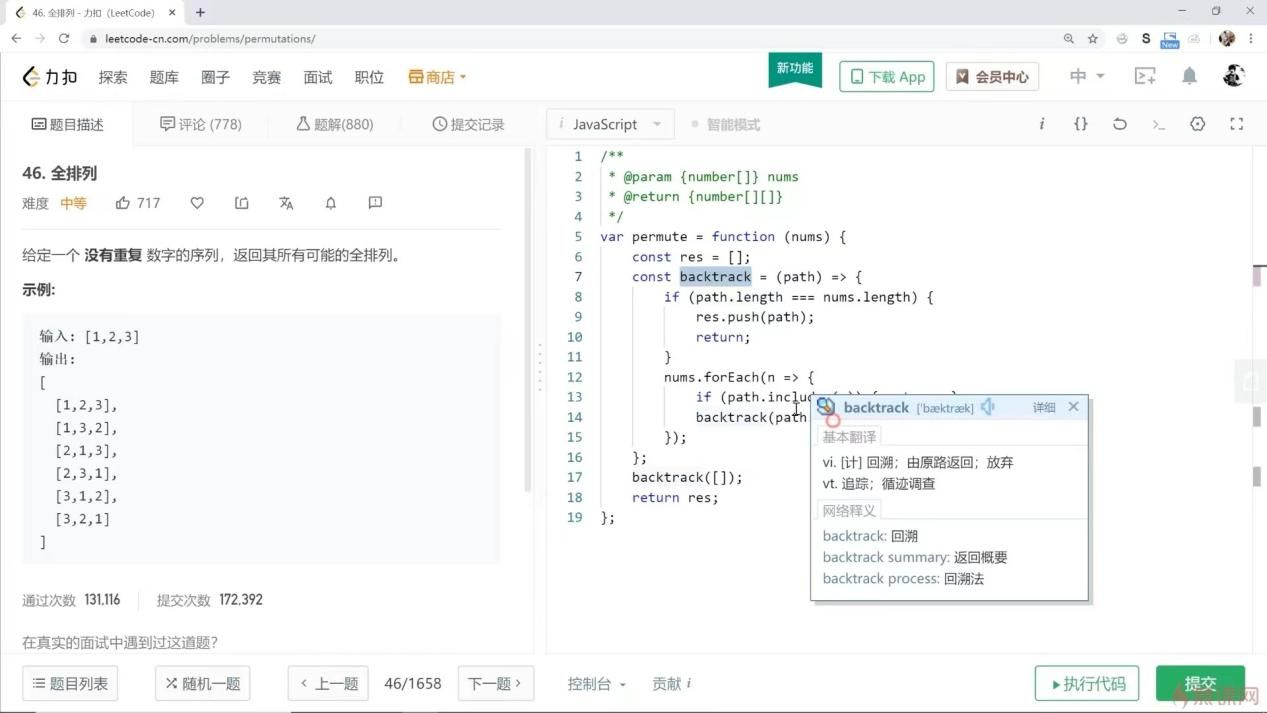 46. 全排列 - 力扣 (LeetCode)
leetcode-cn.com/problems/permutations/
S
New
力扣 探索 题库 圈子 竞赛 面试 职位 商店
新功能
下载 App
会员中心
中
题目描述 评论 (778) 题解(880) 提交记录
i JavaScript
智能模式
46. 全排列
难度 中等 717
给定一个 没有重复 数字的序列，返回其所有可能的全排列。
示例:
输入: [1,2,3]
输出:
[
[1,2,3],
[1,3,2],
[2,1,3],
[2,3,1],
[3,1,2],
[3,2,1]
]
通过次数 131,116 提交次数 172,392
在真实的面试中遇到过这道题?
1 /**
2 * @param {number[]} nums
3 * @return {number[][]}
4 */
5 var permute = function (nums) {
6 const res = [];
7 const backtrack = (path) => {
8 if (path.length === nums.length) {
9 res.push(path);
10 return;
11 }
12 nums.forEach(n => {
13 if (path.includ
14 backtrack(path
15 });
16 };
17 backtrack([]);
18 return res;
19 };
backtrack ['bæktræk] 详细
基本翻译
vi. [计] 回溯；由原路返回；放弃
vt. 追踪；循迹调查
网络释义
backtrack: 回溯
backtrack summary: 返回概要
backtrack process: 回溯法
题目列表 随机一题 上一题 46/1658 下一题
控制台 贡献 i
执行代码 提交
慕课网